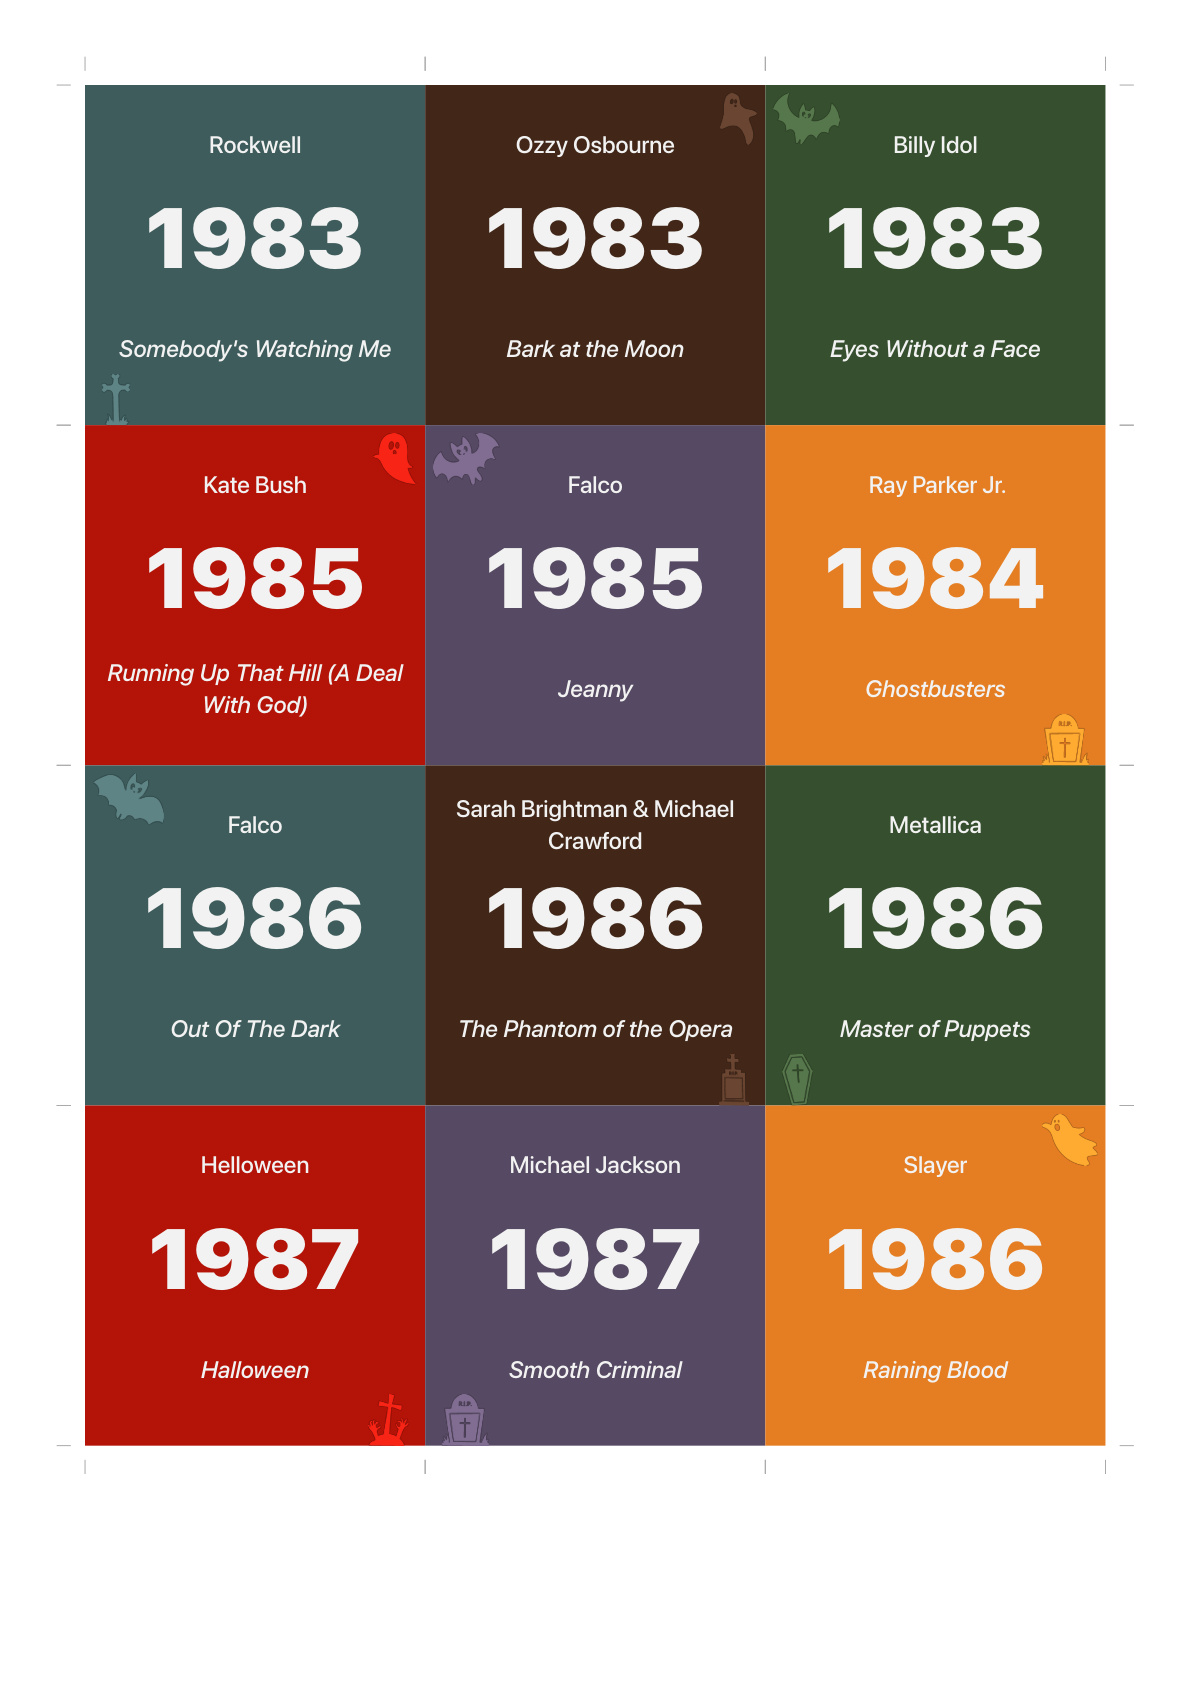 Rockwell
1983
Somebody's Watching Me
Ozzy Osbourne
1983
Bark at the Moon
Billy Idol
1983
Eyes Without a Face
Kate Bush
1985
Running Up That Hill (A Deal
With God)
Falco
1985
Jeanny
Ray Parker Jr.
1984
Ghostbusters
R.I.P.
Falco
1986
Out Of The Dark
Sarah Brightman & Michael
Crawford
1986
The Phantom of the Opera
Metallica
1986
Master of Puppets
Helloween
1987
Halloween
Michael Jackson
1987
Smooth Criminal
R.I.P.
Slayer
1986
Raining Blood